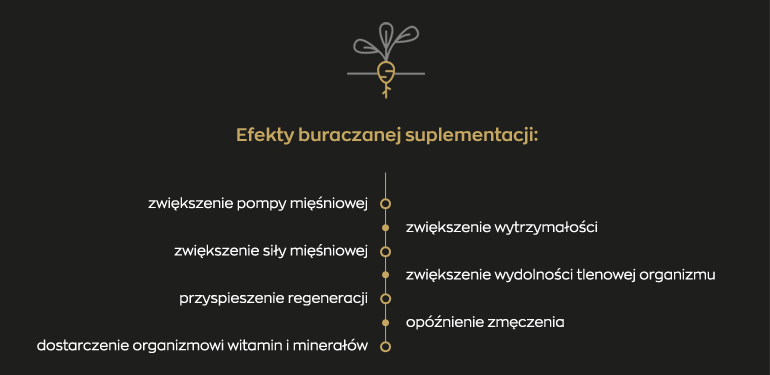 Efekty buraczanej suplementacji:
zwiększenie pompy mięśniowej
zwiększenie wytrzymałości
zwiększenie siły mięśniowej
zwiększenie wydolności tlenowej organizmu
przyspieszenie regeneracji
opóźnienie zmęczenia
dostarczenie organizmowi witamin i minerałów